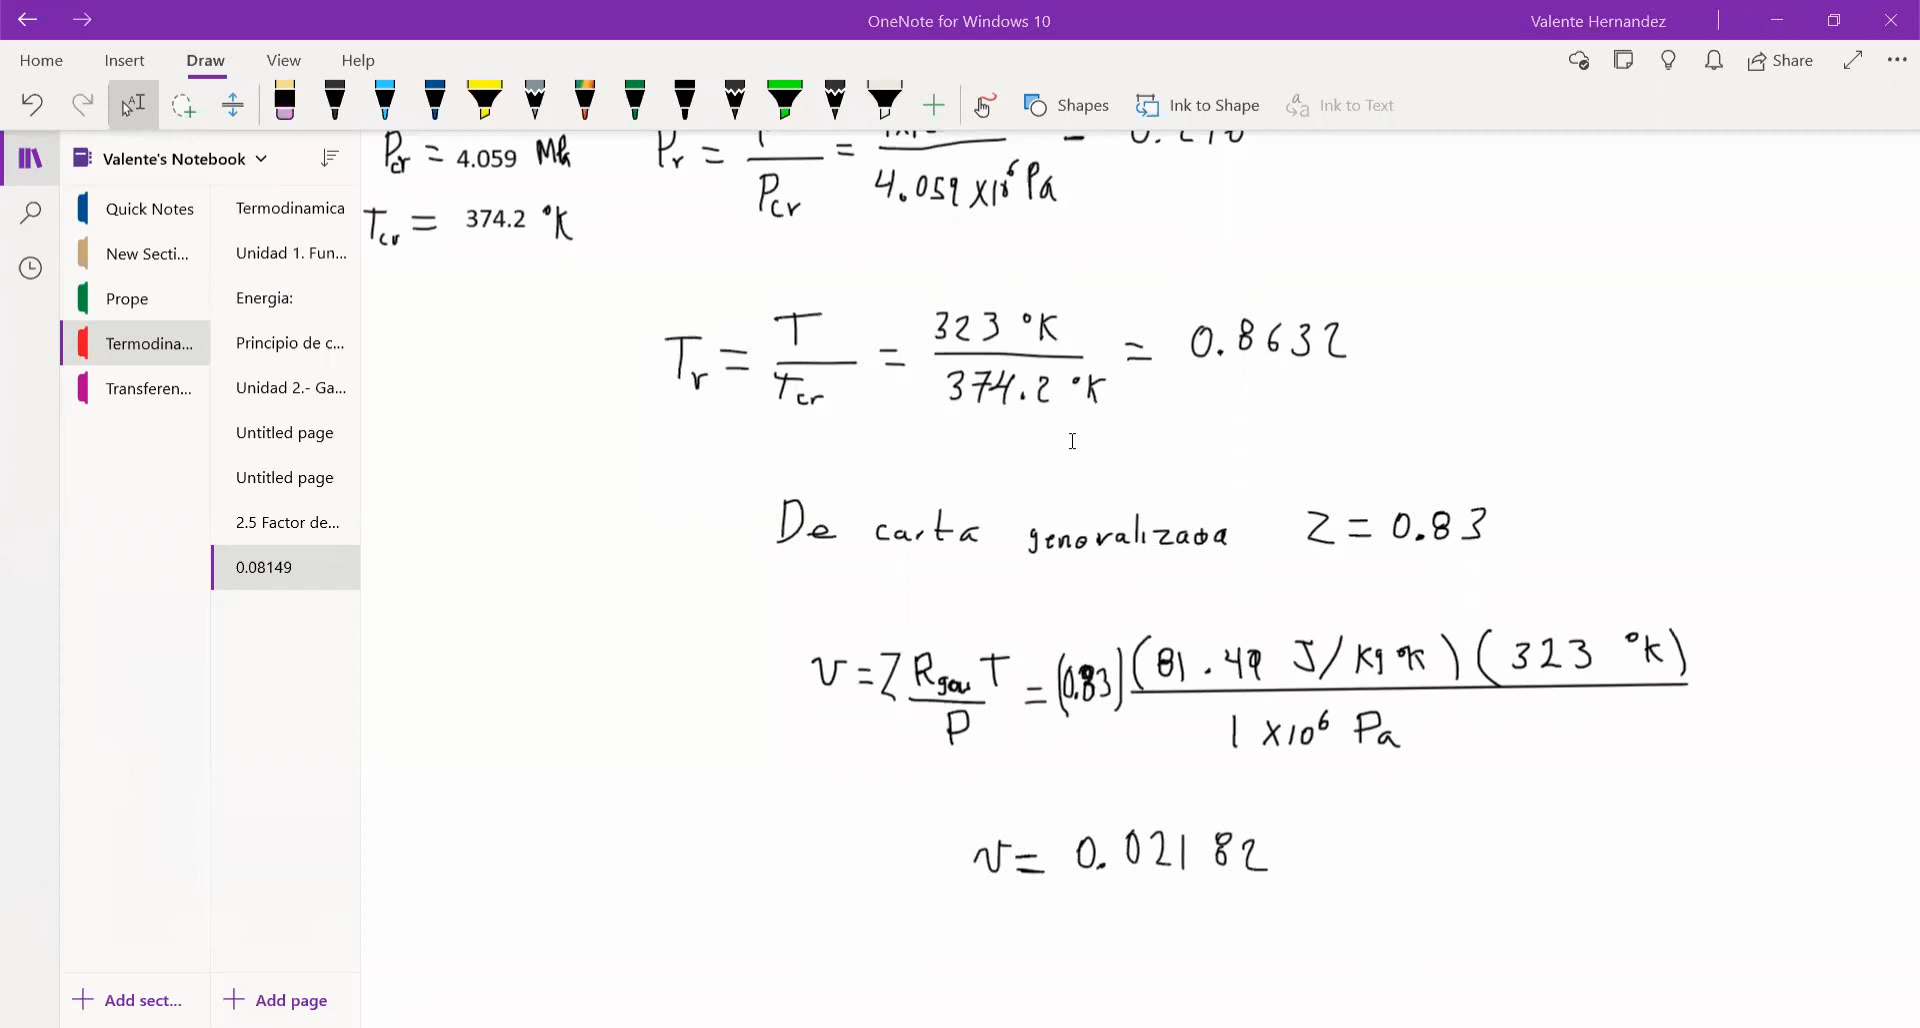 OneNote for Windows 10
Valente Hernandez
Home Insert Draw View Help
Share
Shapes Ink to Shape Ink to Text
Valente's Notebook
Quick Notes
New Secti...
Prope
Termodina...
Transferen...
Termodinamica
Unidad 1. Fun...
Energia:
Principio de c...
Unidad 2.- Ga...
Untitled page
Untitled page
2.5 Factor de...
0.08149
Add sect...
Add page
Pcr = 4.059 MPa
Pr = / Pcr = / 4.059 x10⁶ Pa =
Tcr = 374.2 °K
Tr = T / Tcr = 323 °K / 374.2 °K = 0.8632
De carta generalizada Z = 0.83
v = Z Rgas T / P = (0.83) (81.49 J/Kg °K) (323 °K) / 1 x10⁶ Pa
v = 0.02182